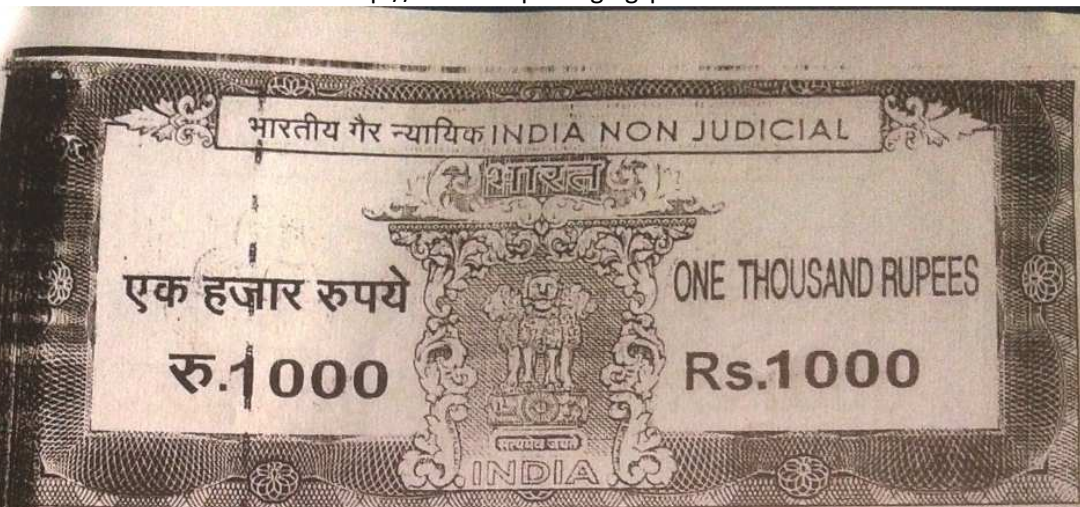 भारतीय गैर न्यायिक INDIA NON JUDICIAL
भारत
एक हजार रुपये
ONE THOUSAND RUPEES
रु.1000
Rs.1000
सत्यमेव जयते
INDIA